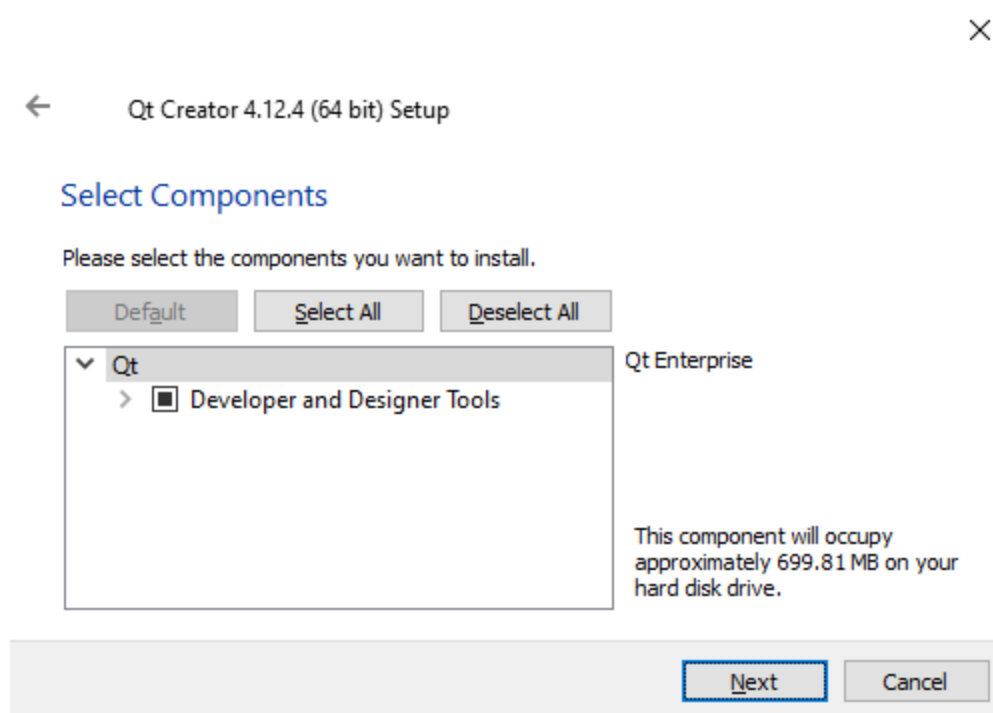 Qt Creator 4.12.4 (64 bit) Setup
Select Components
Please select the components you want to install.
Default
Select All
Deselect All
Qt
Qt Enterprise
Developer and Designer Tools
This component will occupy
approximately 699.81 MB on your
hard disk drive.
Next
Cancel